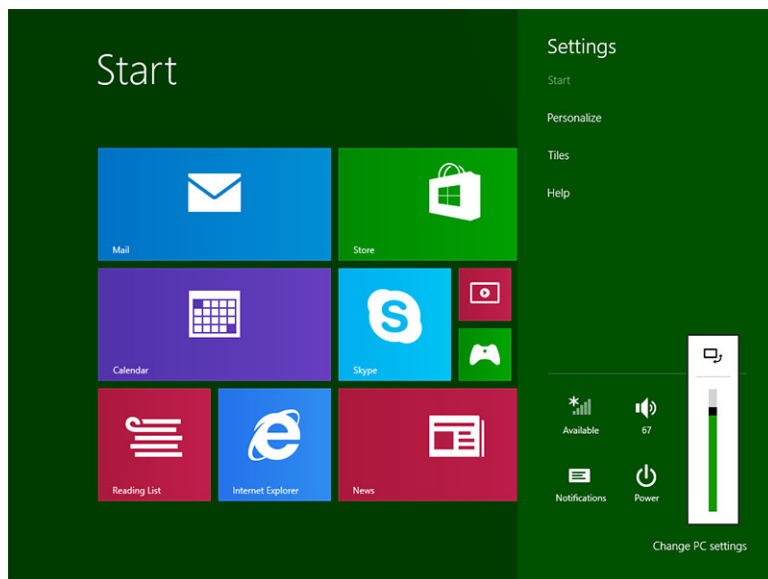 Start
Mail
Store
Calendar
Skype
Reading List
Internet Explorer
News
Settings
Start
Personalize
Tiles
Help
Available
67
Notifications
Power
Change PC settings